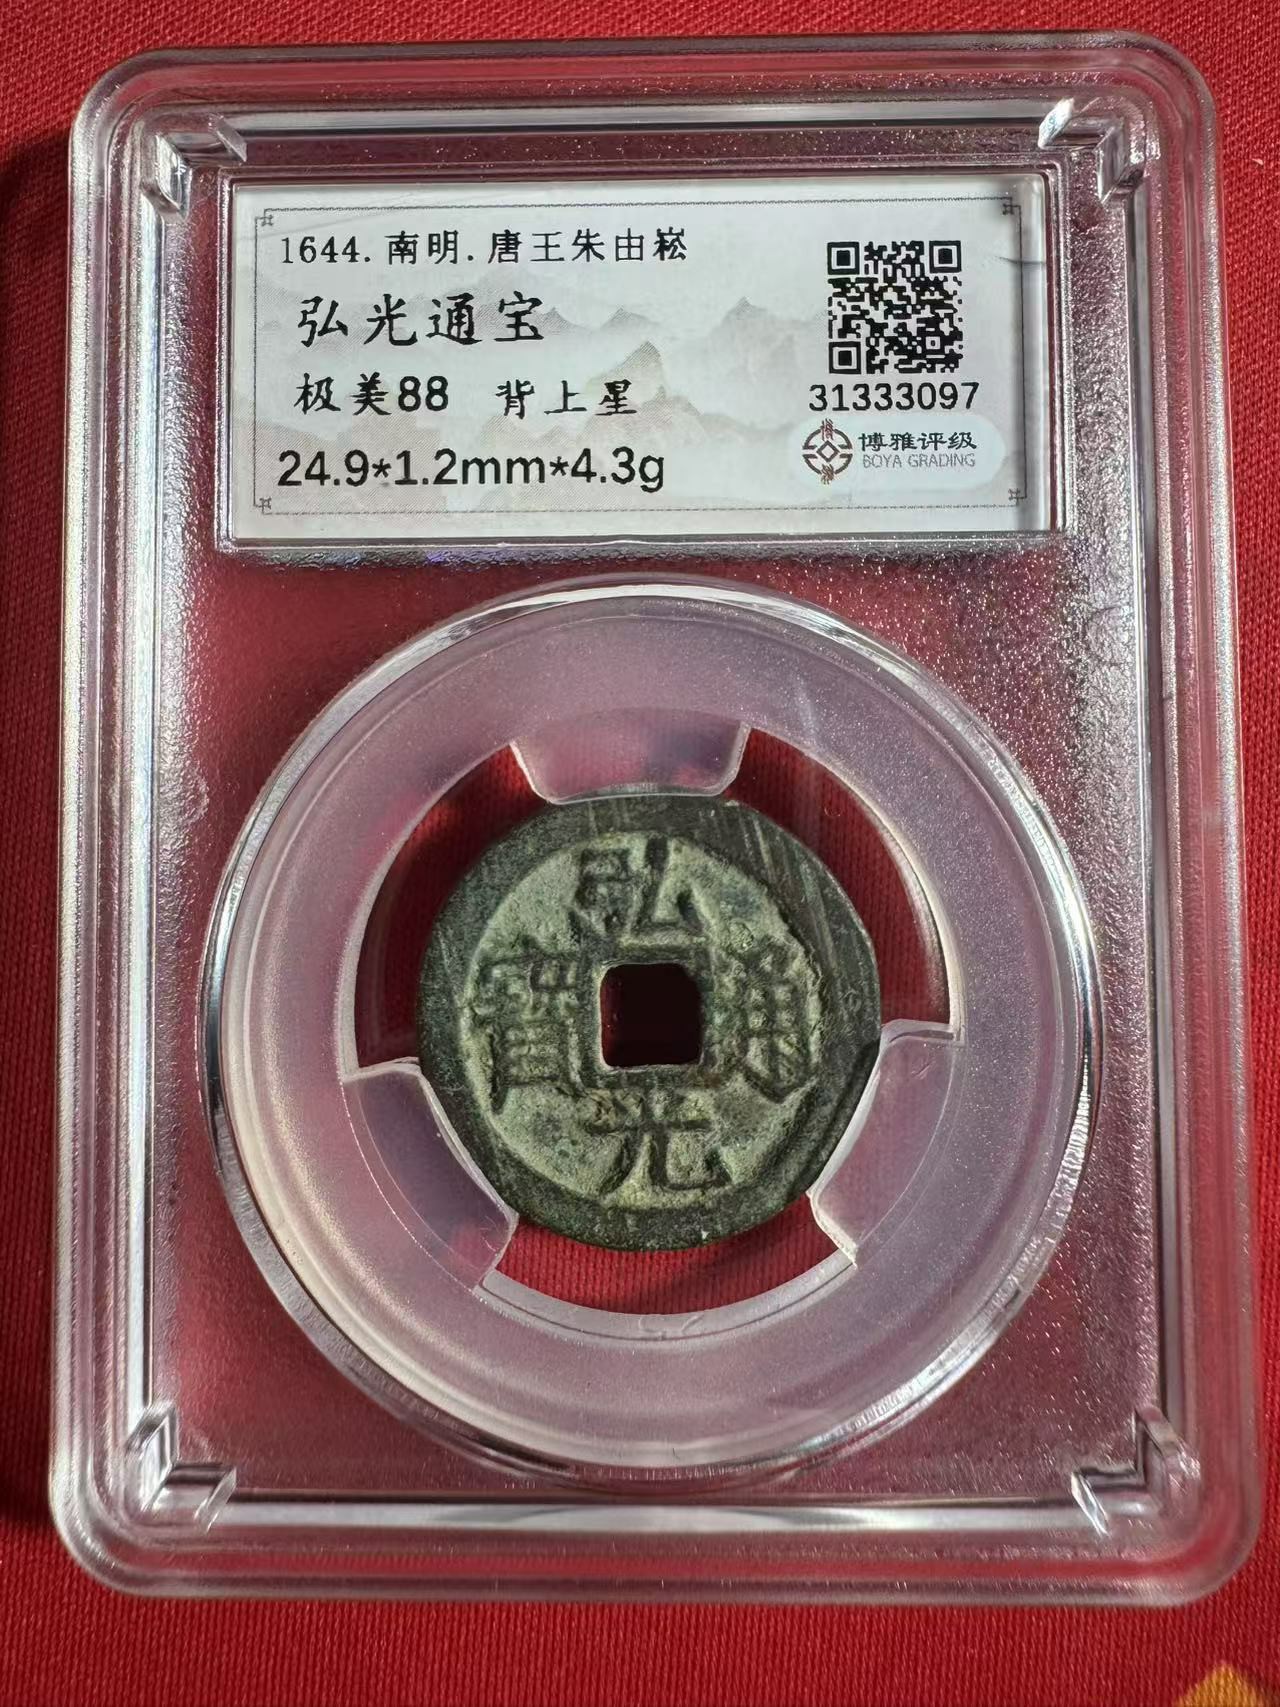 1644.南明.唐王朱由崧
弘光通宝
极美88 背上星
24.9*1.2mm*4.3g
31333097
博雅评级
BOYA GRADING
弘
寶 通
光